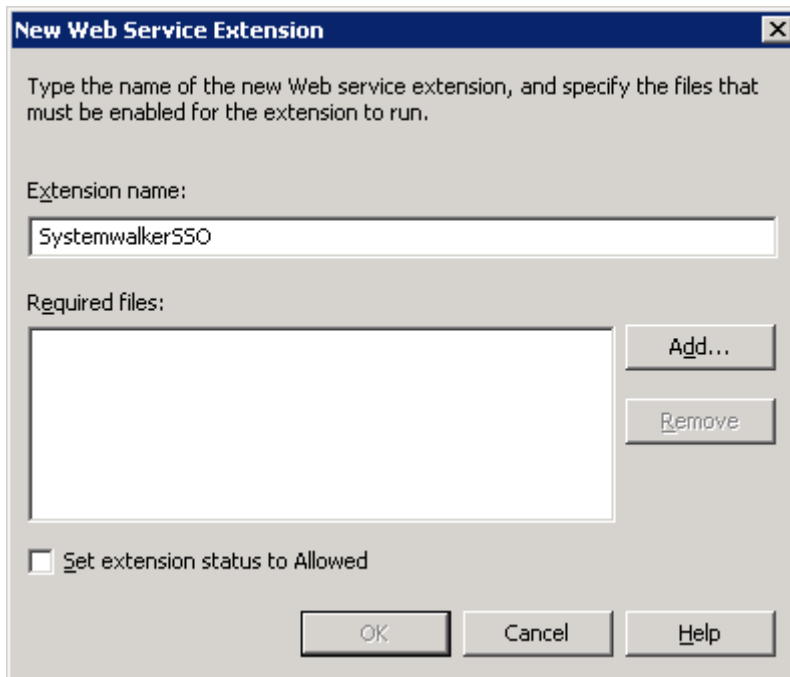 New Web Service Extension
Type the name of the new Web service extension, and specify the files that
must be enabled for the extension to run.
Extension name:
SystemwalkerSSO
Required files:
Add...
Remove
Set extension status to Allowed
OK
Cancel
Help